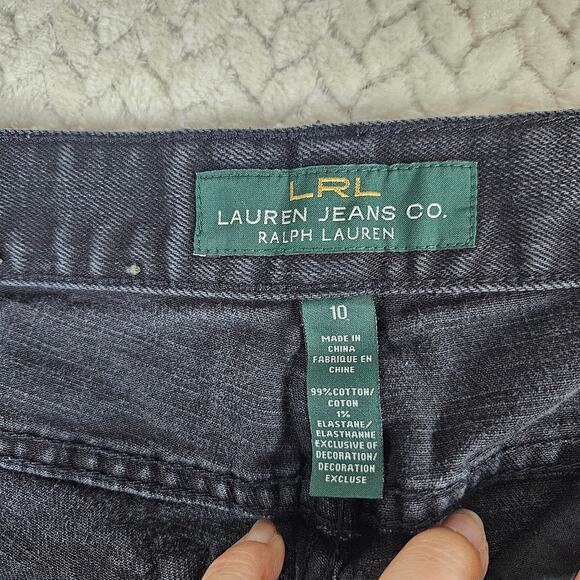 LRL
LAUREN JEANS CO.
RALPH LAUREN
10
MADE IN
CHINA
FABRIQUE EN
CHINE
99%COTTON/
COTON
1%
ELASTANE/
ELASTHANNE
EXCLUSIVE OF
DECORATION/
DECORATION
EXCLUSE